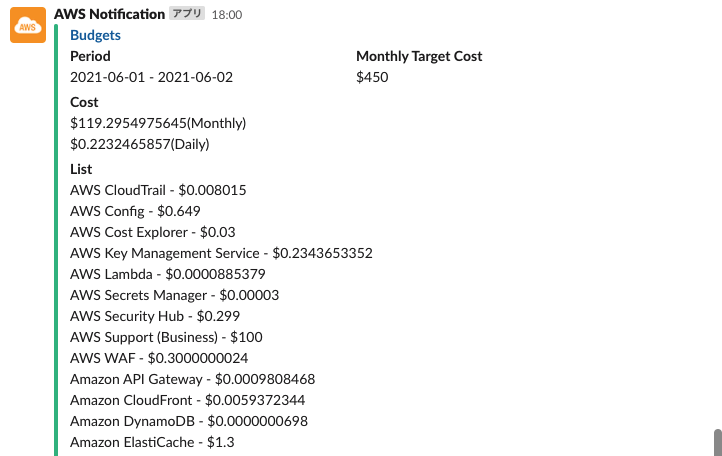 AWS
AWS Notification アプリ 18:00
Budgets
Period Monthly Target Cost
2021-06-01 - 2021-06-02 $450
Cost
$119.2954975645(Monthly)
$0.2232465857(Daily)
List
AWS CloudTrail - $0.008015
AWS Config - $0.649
AWS Cost Explorer - $0.03
AWS Key Management Service - $0.2343653352
AWS Lambda - $0.0000885379
AWS Secrets Manager - $0.00003
AWS Security Hub - $0.299
AWS Support (Business) - $100
AWS WAF - $0.3000000024
Amazon API Gateway - $0.0009808468
Amazon CloudFront - $0.0059372344
Amazon DynamoDB - $0.0000000698
Amazon ElastiCache - $1.3